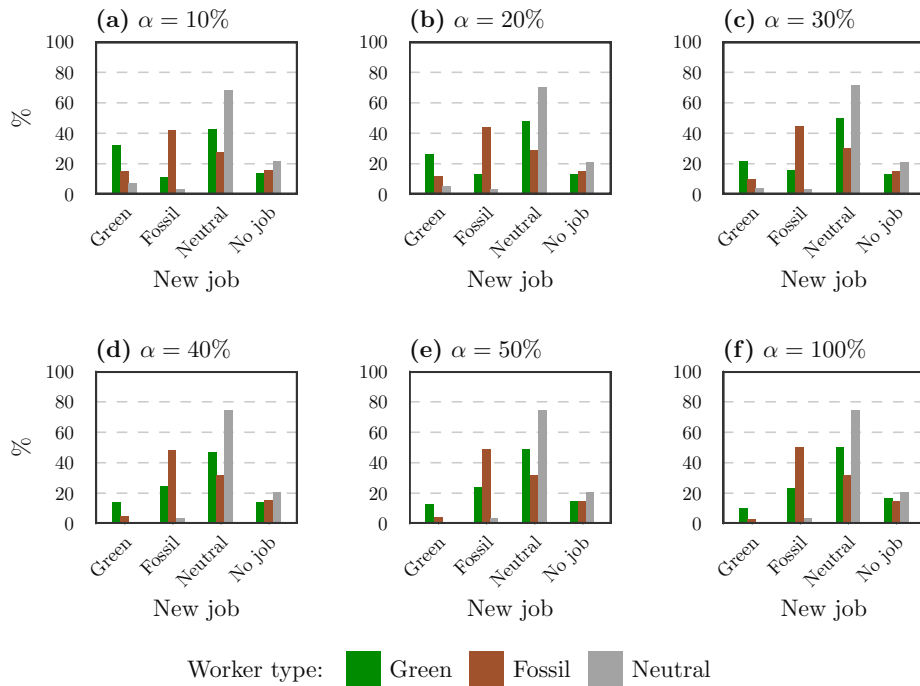 (a) α = 10%
(b) α = 20%
(c) α = 30%
%
100
80
60
40
20
0
Green
Fossil
Neutral
No job
New job
100
80
60
40
20
0
Green
Fossil
Neutral
No job
New job
100
80
60
40
20
0
Green
Fossil
Neutral
No job
New job
(d) α = 40%
(e) α = 50%
(f) α = 100%
%
100
80
60
40
20
0
Green
Fossil
Neutral
No job
New job
100
80
60
40
20
0
Green
Fossil
Neutral
No job
New job
100
80
60
40
20
0
Green
Fossil
Neutral
No job
New job
Worker type: Green Fossil Neutral